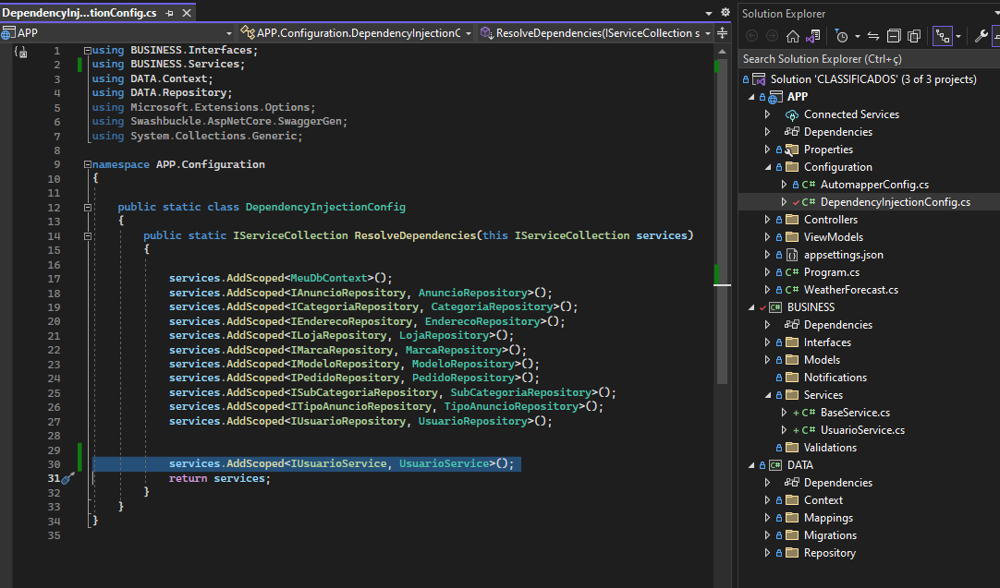 DependencyInj...tionConfig.cs
APP
APP.Configuration.DependencyInjectionC
ResolveDependencies(IServiceCollection s
1 using BUSINESS.Interfaces;
2 using BUSINESS.Services;
3 using DATA.Context;
4 using DATA.Repository;
5 using Microsoft.Extensions.Options;
6 using Swashbuckle.AspNetCore.SwaggerGen;
7 using System.Collections.Generic;
8
9 namespace APP.Configuration
10 {
11
12 public static class DependencyInjectionConfig
13 {
14 public static IServiceCollection ResolveDependencies(this IServiceCollection services)
15 {
16
17 services.AddScoped<MeuDbContext>();
18 services.AddScoped<IAnuncioRepository, AnuncioRepository>();
19 services.AddScoped<ICategoriaRepository, CategoriaRepository>();
20 services.AddScoped<IEnderecoRepository, EnderecoRepository>();
21 services.AddScoped<ILojaRepository, LojaRepository>();
22 services.AddScoped<IMarcaRepository, MarcaRepository>();
23 services.AddScoped<IModeloRepository, ModeloRepository>();
24 services.AddScoped<IPedidoRepository, PedidoRepository>();
25 services.AddScoped<ISubCategoriaRepository, SubCategoriaRepository>();
26 services.AddScoped<ITipoAnuncioRepository, TipoAnuncioRepository>();
27 services.AddScoped<IUsuarioRepository, UsuarioRepository>();
28
29
30 services.AddScoped<IUsuarioService, UsuarioService>();
31 return services;
32 }
33 }
34 }
35
Solution Explorer
Search Solution Explorer (Ctrl+ç)
Solution 'CLASSIFICADOS' (3 of 3 projects)
APP
Connected Services
Dependencies
Properties
Configuration
C# AutomapperConfig.cs
C# DependencyInjectionConfig.cs
Controllers
ViewModels
appsettings.json
C# Program.cs
C# WeatherForecast.cs
C# BUSINESS
Dependencies
Interfaces
Models
Notifications
Services
+ C# BaseService.cs
+ C# UsuarioService.cs
Validations
C# DATA
Dependencies
Context
Mappings
Migrations
Repository